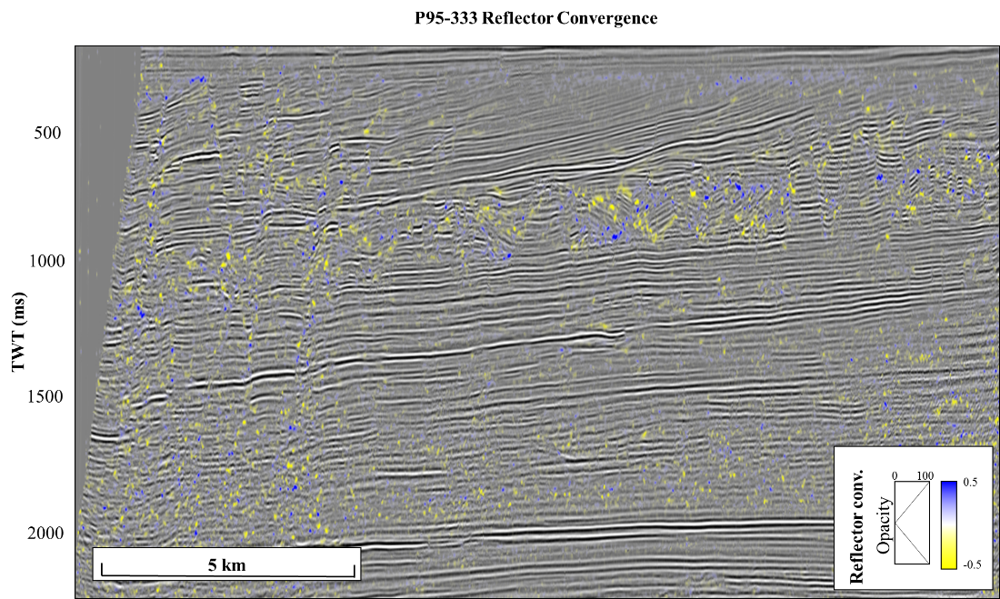 P95-333 Reflector Convergence
500
1000
1500
2000
TWT (ms)
5 km
Reflector conv.
Opacity
0 100
0.5
-0.5